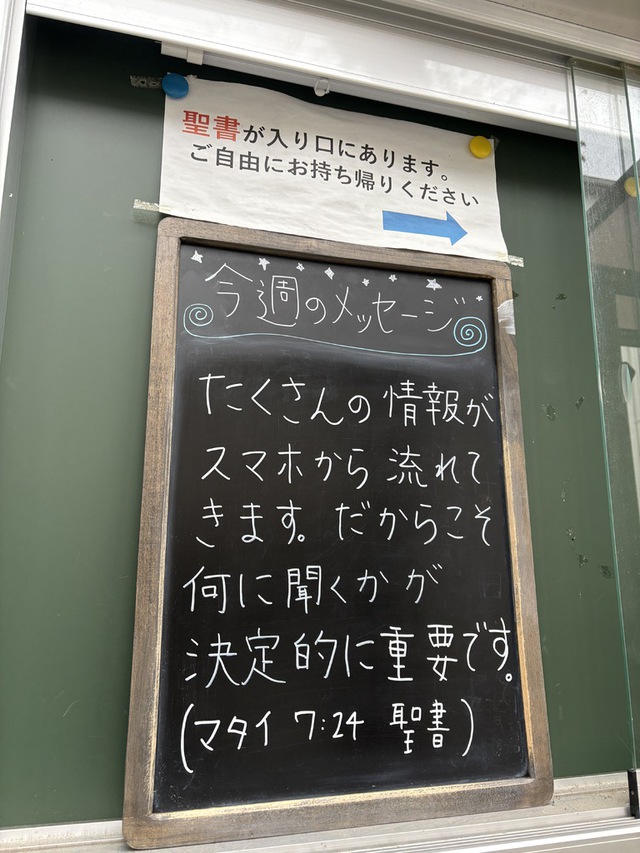 聖書が入り口にあります。
ご自由にお持ち帰りください
今週のメッセージ
たくさんの情報が
スマホから流れて
きます。だからこそ
何に聞くかが
決定的に重要です。
(マタイ 7:24 聖書)